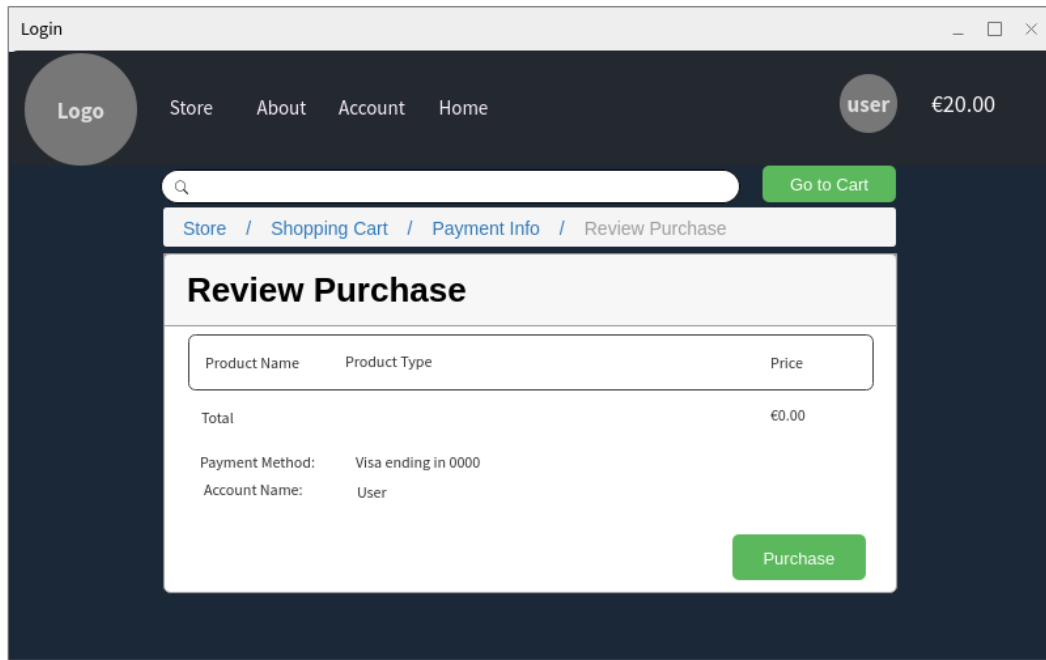 Login
Logo Store About Account Home user €20.00
Go to Cart
Store / Shopping Cart / Payment Info / Review Purchase
Review Purchase
Product Name Product Type Price
Total €0.00
Payment Method: Visa ending in 0000
Account Name: User
Purchase